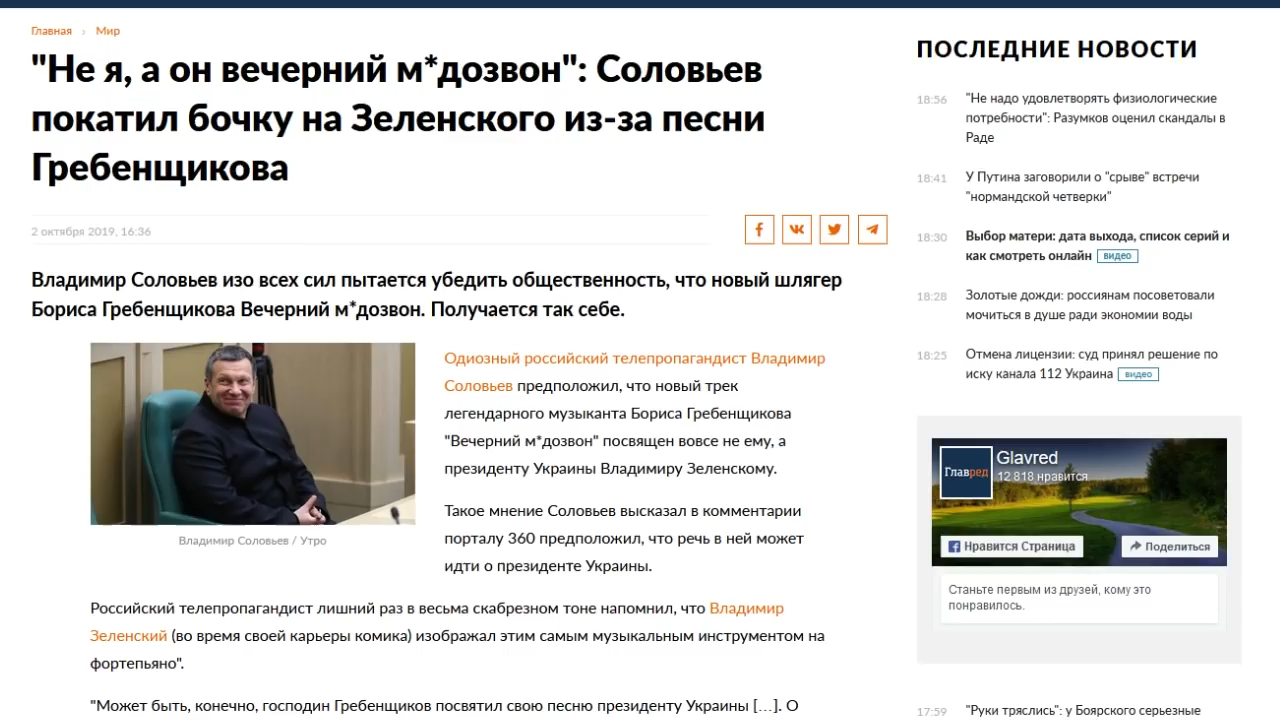 Главная › Мир
"Не я, а он вечерний м*дозвон": Соловьев
покатил бочку на Зеленского из-за песни
Гребенщикова
2 октября 2019, 16:36
Владимир Соловьев изо всех сил пытается убедить общественность, что новый шлягер
Бориса Гребенщикова Вечерний м*дозвон. Получается так себе.
Владимир Соловьев / Утро
Одиозный российский телепропагандист Владимир
Соловьев предположил, что новый трек
легендарного музыканта Бориса Гребенщикова
"Вечерний м*дозвон" посвящен вовсе не ему, а
президенту Украины Владимиру Зеленскому.
Такое мнение Соловьев высказал в комментарии
порталу 360 предположил, что речь в ней может
идти о президенте Украины.
Российский телепропагандист лишний раз в весьма скабрезном тоне напомнил, что Владимир
Зеленский (во время своей карьеры комика) изображал этим самым музыкальным инструментом на
фортепьяно".
"Может быть, конечно, господин Гребенщиков посвятил свою песню президенту Украины […]. О
ПОСЛЕДНИЕ НОВОСТИ
18:56 "Не надо удовлетворять физиологические
потребности": Разумков оценил скандалы в
Раде
18:41 У Путина заговорили о "срыве" встречи
"нормандской четверки"
18:30 Выбор матери: дата выхода, список серий и
как смотреть онлайн видео
18:28 Золотые дожди: россиянам посоветовали
мочиться в душе ради экономии воды
18:25 Отмена лицензии: суд принял решение по
иску канала 112 Украина видео
Главред
Glavred
12 818 нравится
Нравится Страница
Поделиться
Станьте первым из друзей, кому это
понравилось.
17:59 "Руки тряслись": у Боярского серьезные